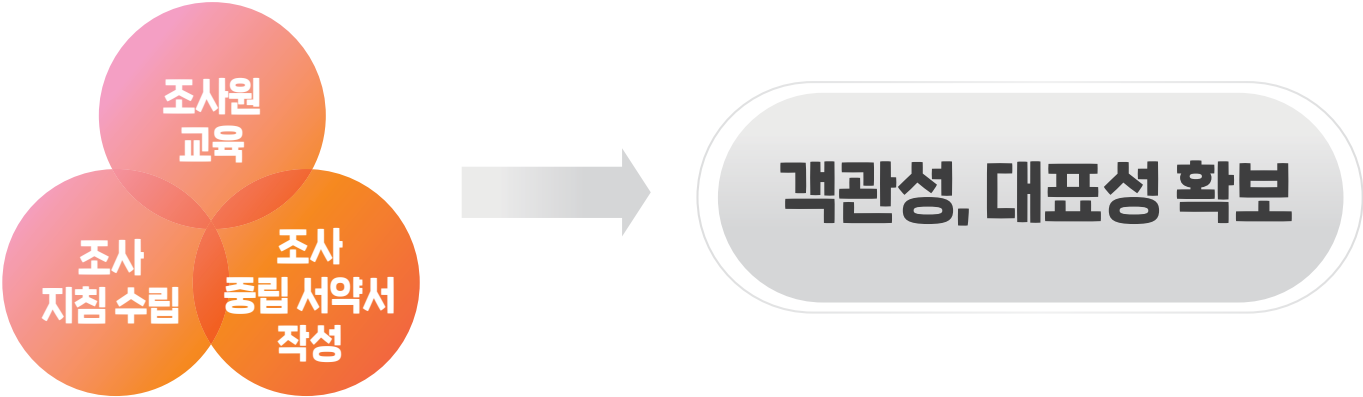 조사원
교육
조사
지침 수립
조사
중립 서약서
작성
객관성, 대표성 확보